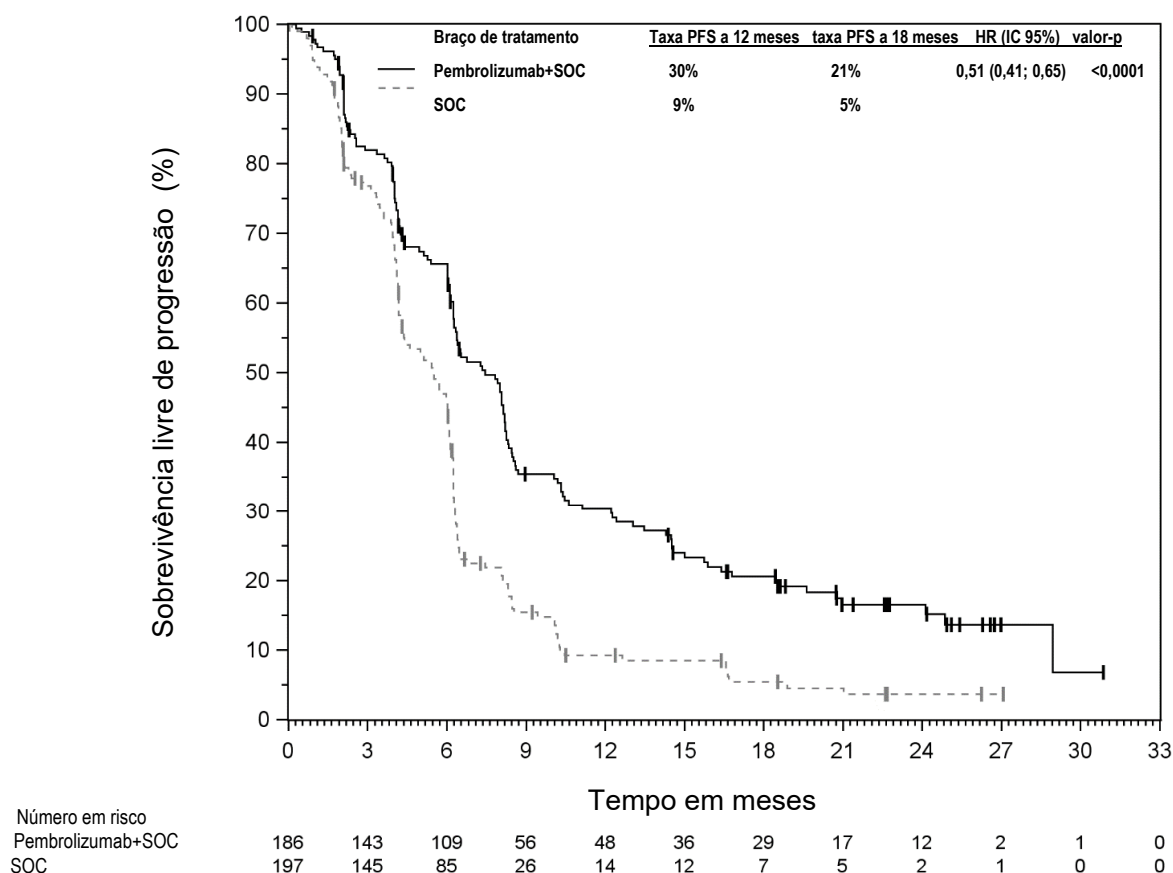 Braço de tratamento Taxa PFS a 12 meses taxa PFS a 18 meses HR (IC 95%) valor-p
Pembrolizumab+SOC 30% 21% 0,51 (0,41; 0,65) <0,0001
SOC 9% 5%
Sobrevivência livre de progressão (%)
100
90
80
70
60
50
40
30
20
10
0
0 3 6 9 12 15 18 21 24 27 30 33
Tempo em meses
Número em risco
Pembrolizumab+SOC 186 143 109 56 48 36 29 17 12 2 1 0
SOC 197 145 85 26 14 12 7 5 2 1 0 0